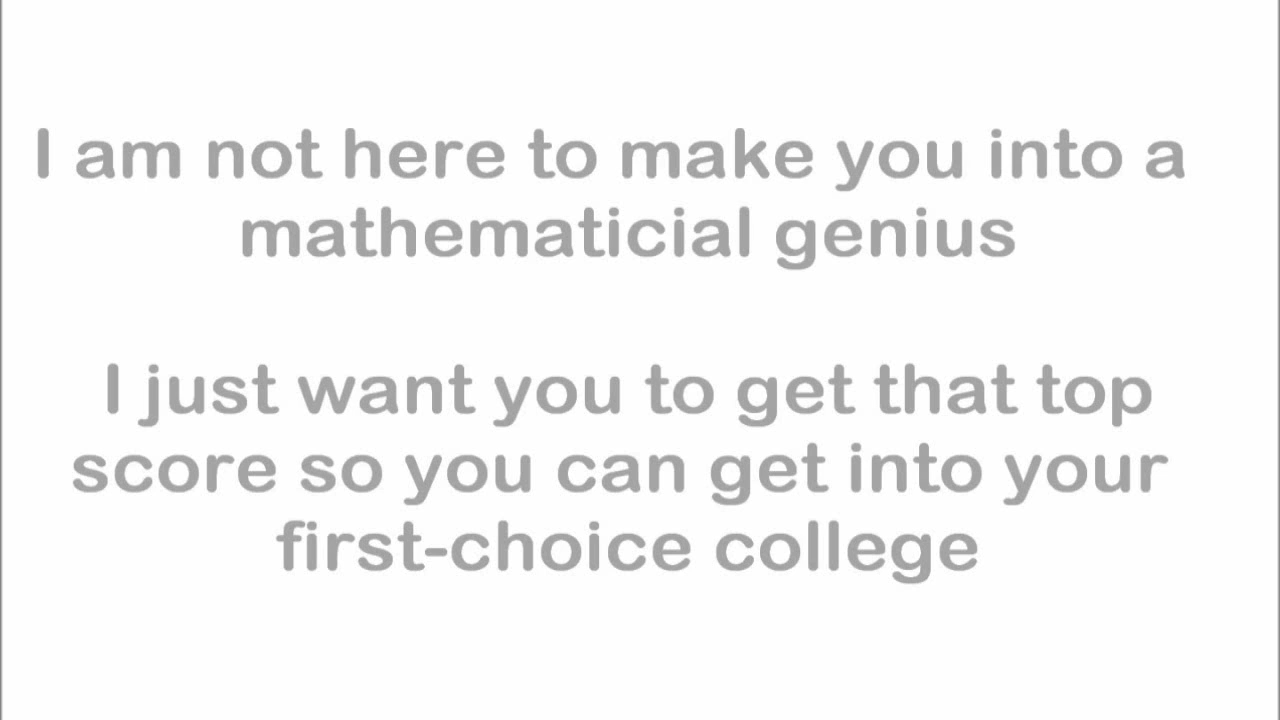 I am not here to make you into a
mathematicial genius
I just want you to get that top
score so you can get into your
first-choice college